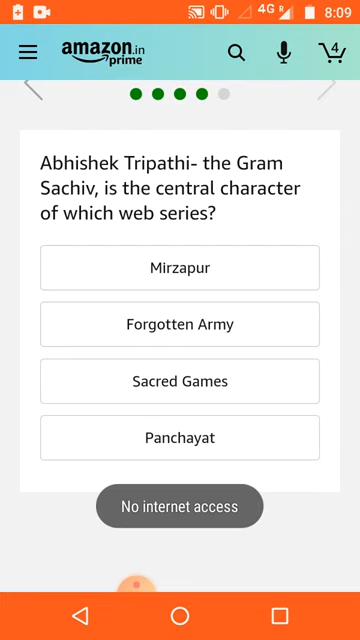 4G R 8:09
amazon.in
prime
4
Abhishek Tripathi- the Gram
Sachiv, is the central character
of which web series?
Mirzapur
Forgotten Army
Sacred Games
Panchayat
No internet access